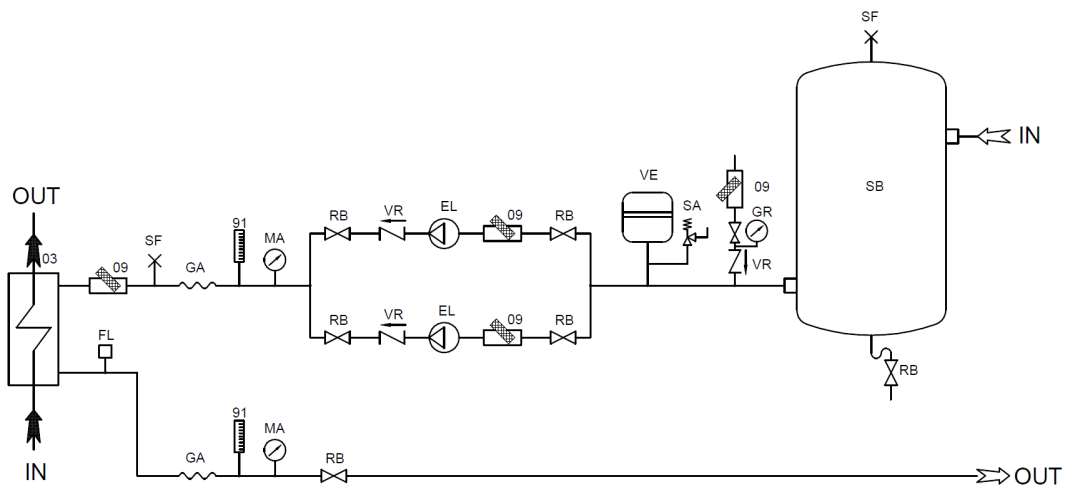 SF
IN
SB
VE
SA
09
GR
VR
OUT
03
09
SF
GA
91
MA
RB
VR
EL
09
RB
RB
VR
EL
09
RB
FL
RB
IN
GA
91
MA
RB
OUT